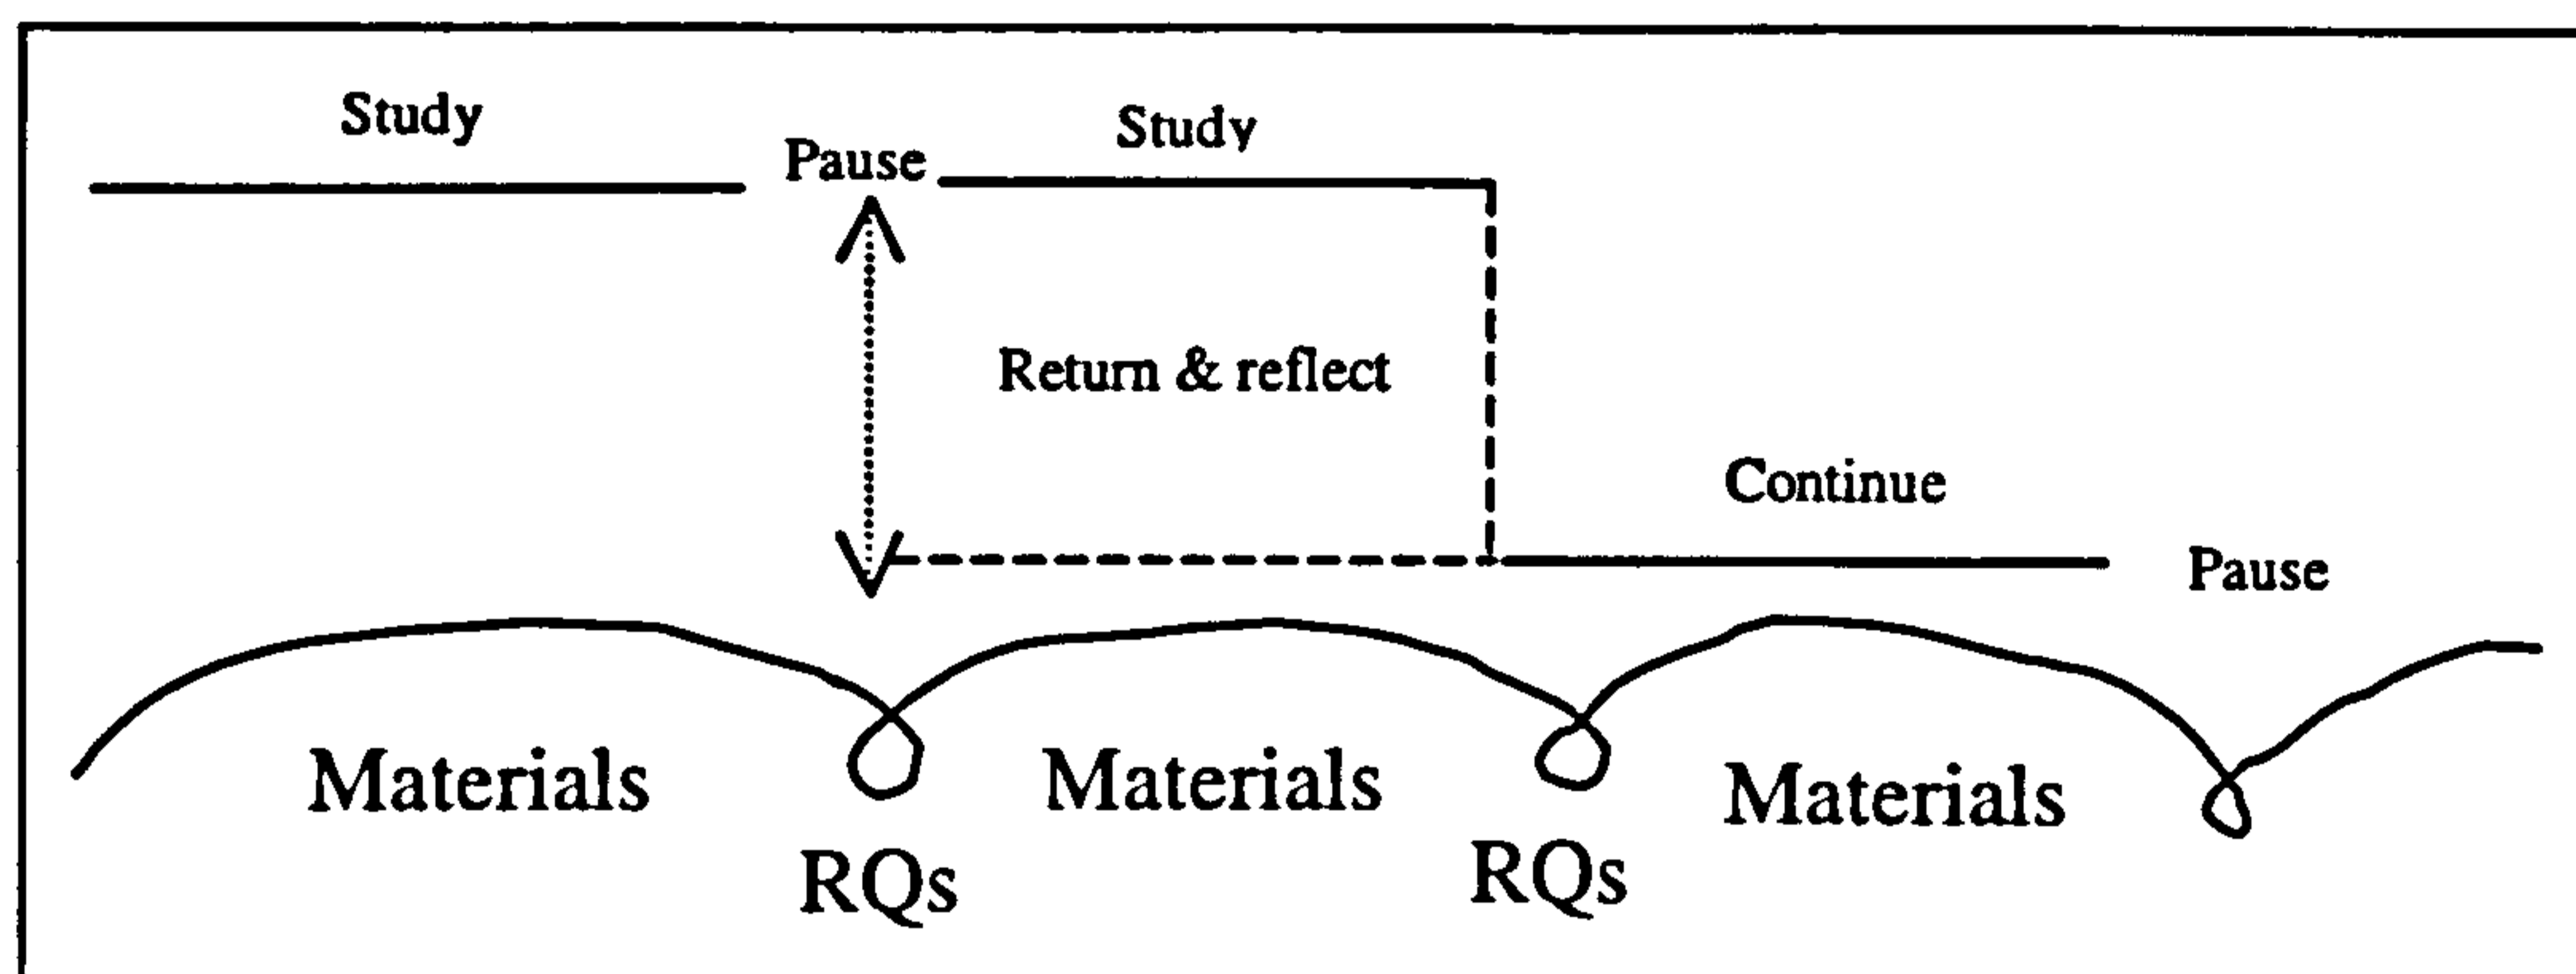 Study
Pause
Study
Return & reflect
Continue
Pause
Materials
Materials
Materials
RQs
RQs